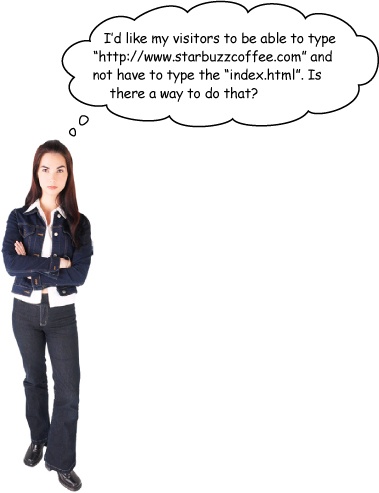 I'd like my visitors to be able to type
“http://www.starbuzzcoffee.com” and
not have to type the “index.html”. Is
there a way to do that?